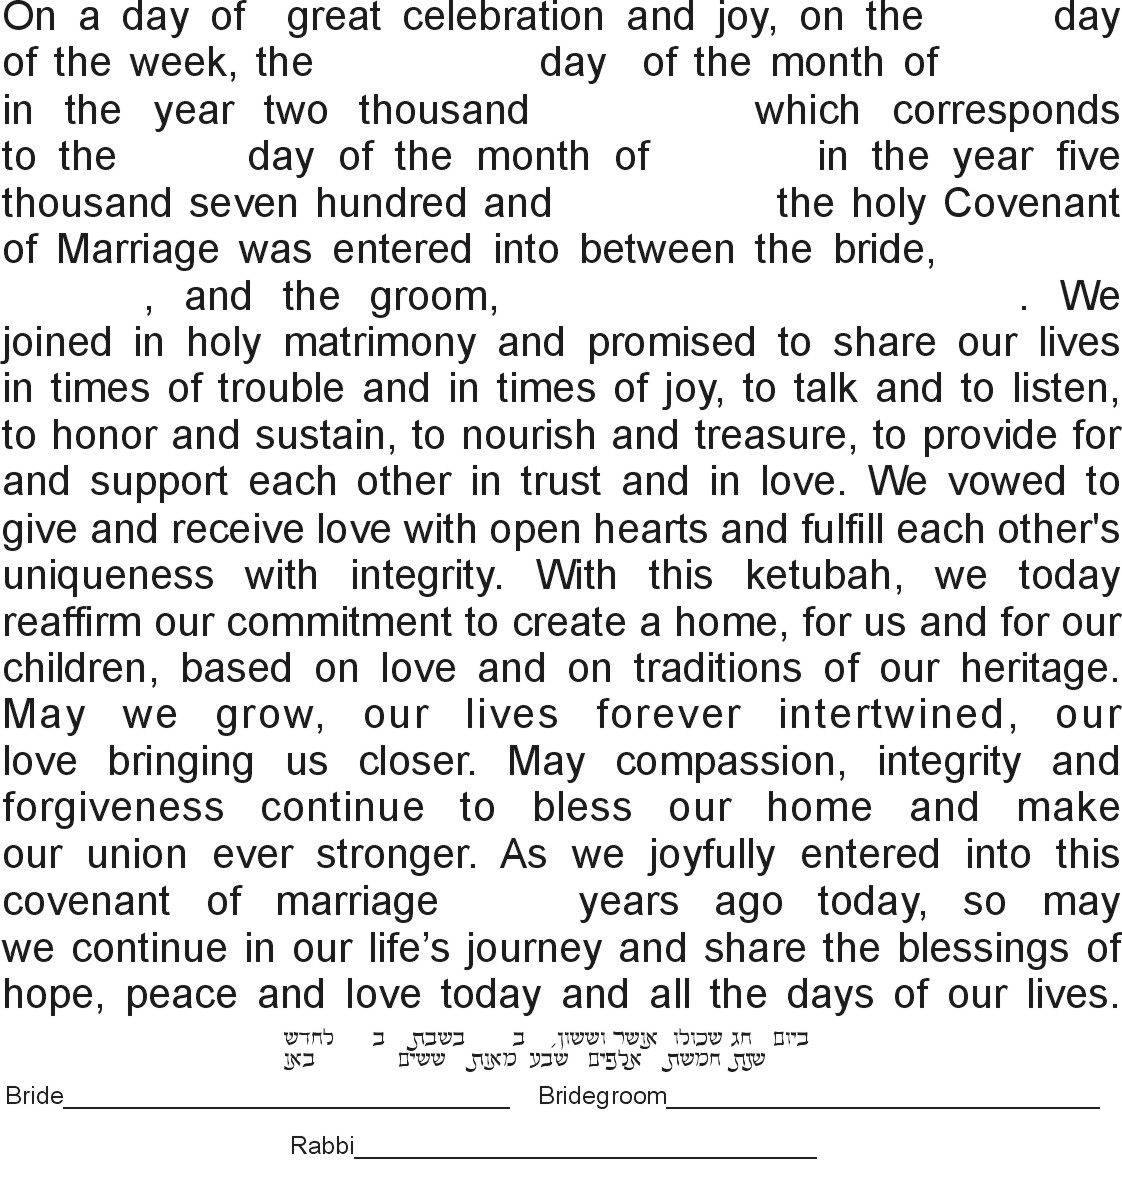 On a day of great celebration and joy, on the day
of the week, the day of the month of
in the year two thousand which corresponds
to the day of the month of in the year five
thousand seven hundred and the holy Covenant
of Marriage was entered into between the bride,
, and the groom, . We
joined in holy matrimony and promised to share our lives
in times of trouble and in times of joy, to talk and to listen,
to honor and sustain, to nourish and treasure, to provide for
and support each other in trust and in love. We vowed to
give and receive love with open hearts and fulfill each other's
uniqueness with integrity. With this ketubah, we today
reaffirm our commitment to create a home, for us and for our
children, based on love and on traditions of our heritage.
May we grow, our lives forever intertwined, our
love bringing us closer. May compassion, integrity and
forgiveness continue to bless our home and make
our union ever stronger. As we joyfully entered into this
covenant of marriage years ago today, so may
we continue in our life’s journey and share the blessings of
hope, peace and love today and all the days of our lives.
ביום חג שכולו אושר וששון, ב בשבת ב לחדש
שנת חמשת אלפים שבע מאות ששים באו
Bride Bridegroom
Rabbi